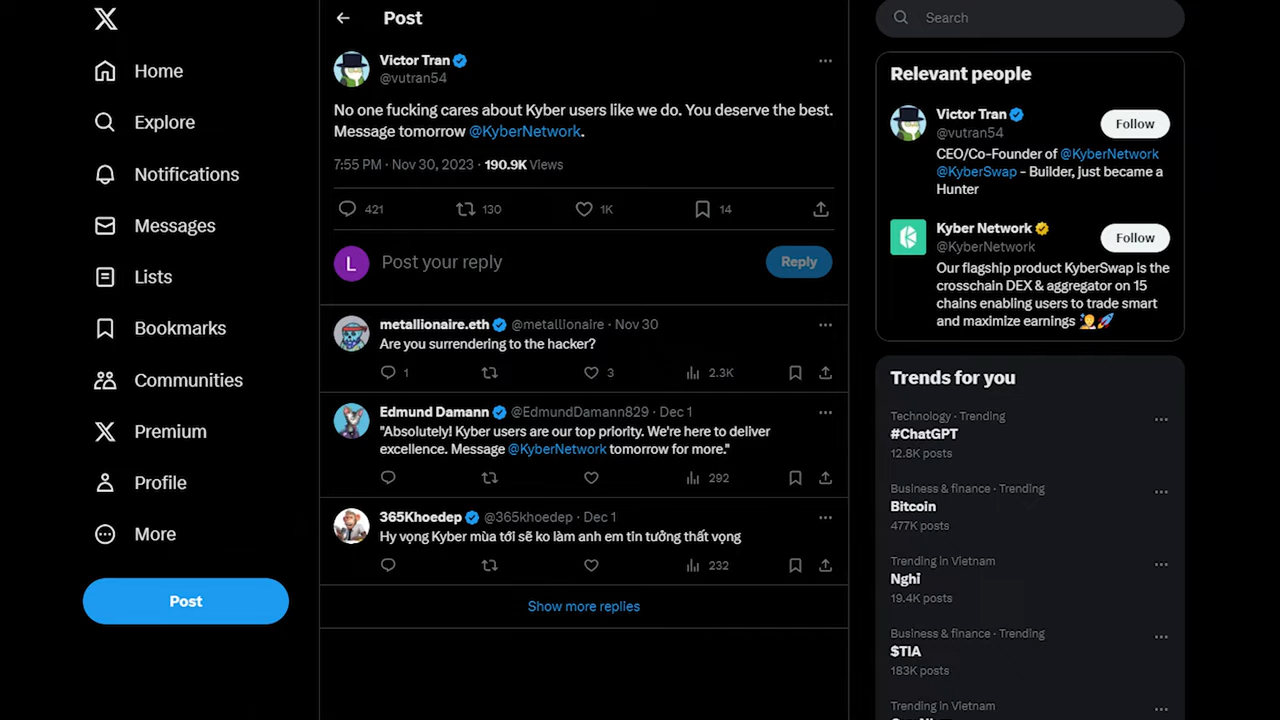 Home
Explore
Notifications
Messages
Lists
Bookmarks
Communities
Premium
Profile
More
Post
Post
Victor Tran
@vutran54
No one fucking cares about Kyber users like we do. You deserve the best.
Message tomorrow @KyberNetwork.
7:55 PM · Nov 30, 2023 · 190.9K Views
421 130 1K 14
L Post your reply Reply
metallionaire.eth @metallionaire · Nov 30
Are you surrendering to the hacker?
1 3 2.3K
Edmund Damann @EdmundDamann829 · Dec 1
"Absolutely! Kyber users are our top priority. We're here to deliver
excellence. Message @KyberNetwork tomorrow for more."
292
365Khoedep @365khoedep · Dec 1
Hy vọng Kyber mùa tới sẽ ko làm anh em tin tưởng thất vọng
232
Show more replies
Search
Relevant people
Victor Tran
@vutran54
Follow
CEO/Co-Founder of @KyberNetwork
@KyberSwap - Builder, just became a
Hunter
Kyber Network
@KyberNetwork
Follow
Our flagship product KyberSwap is the
crosschain DEX & aggregator on 15
chains enabling users to trade smart
and maximize earnings
Trends for you
Technology · Trending
#ChatGPT
12.8K posts
Business & finance · Trending
Bitcoin
477K posts
Trending in Vietnam
Nghi
19.4K posts
Business & finance · Trending
$TIA
183K posts
Trending in Vietnam